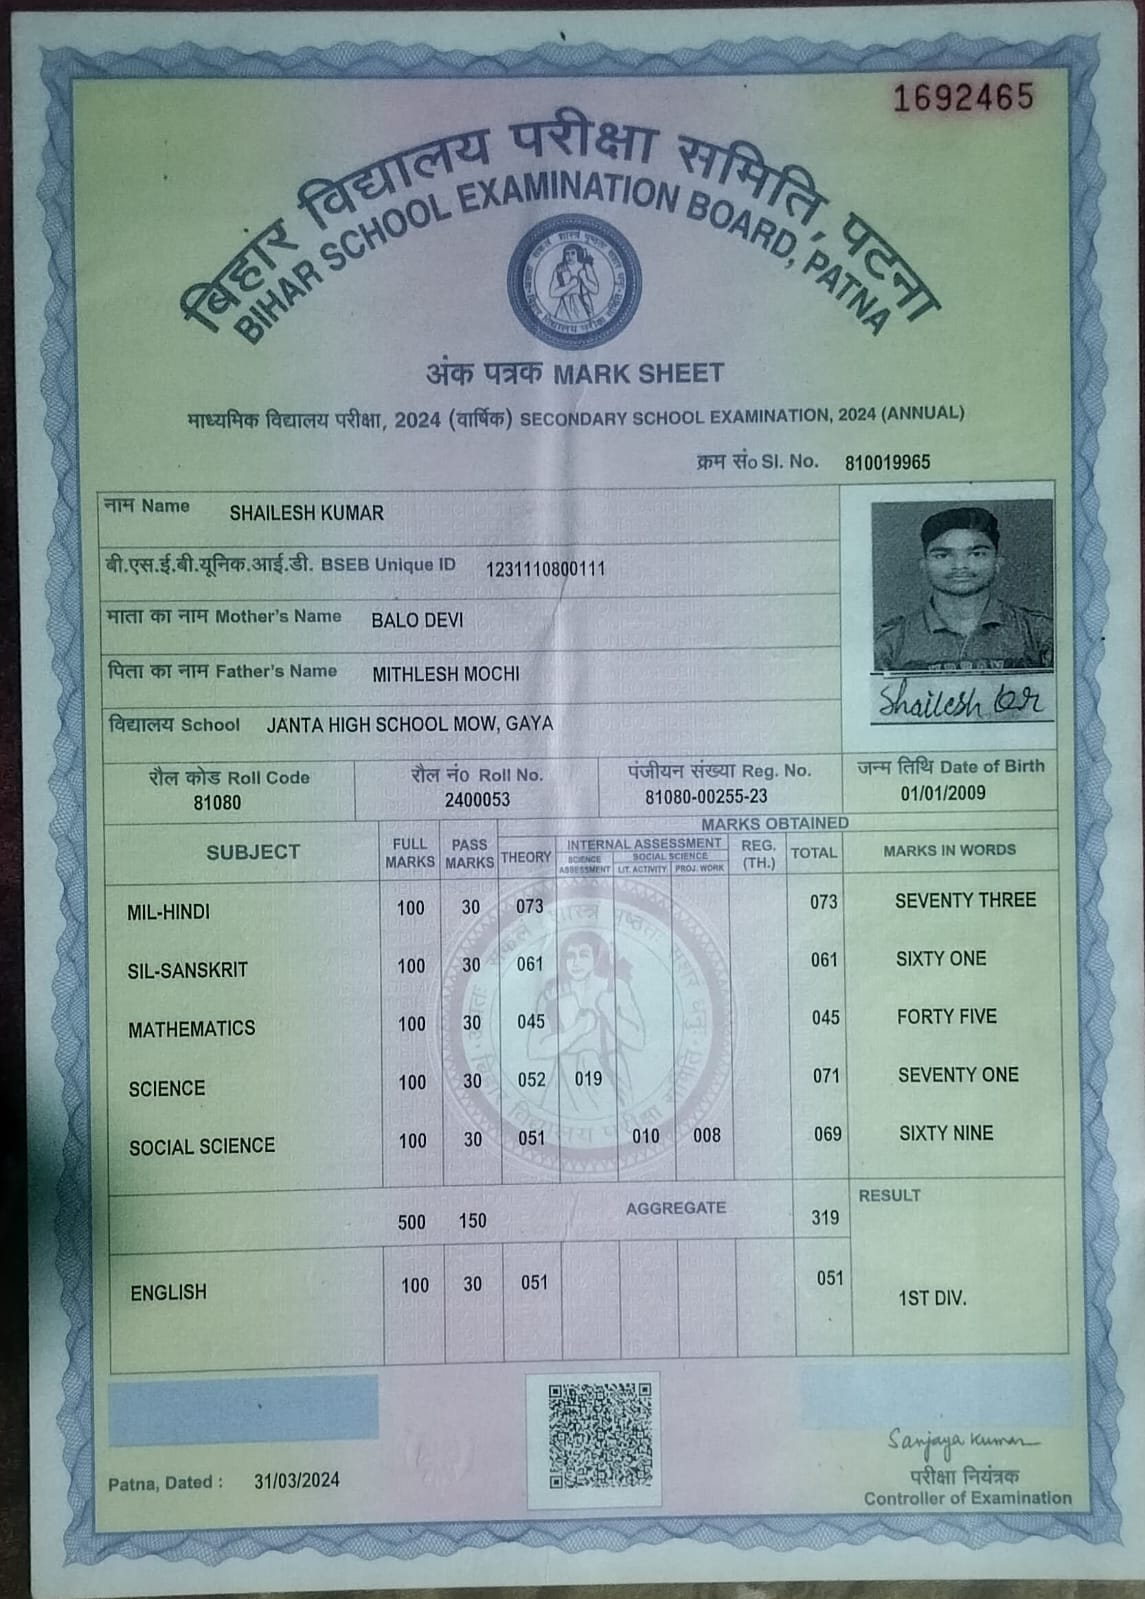 1692465
बिहार विद्यालय परीक्षा समिति, पटना
BIHAR SCHOOL EXAMINATION BOARD, PATNA
अंक पत्रक MARK SHEET
माध्यमिक विद्यालय परीक्षा, 2024 (वार्षिक) SECONDARY SCHOOL EXAMINATION, 2024 (ANNUAL)
क्रम सं० Sl. No. 810019965
नाम Name SHAILESH KUMAR
बी.एस.ई.बी.यूनिक.आई.डी. BSEB Unique ID 1231110800111
माता का नाम Mother's Name BALO DEVI
पिता का नाम Father's Name MITHLESH MOCHI
Shailesh Kr
विद्यालय School JANTA HIGH SCHOOL MOW, GAYA
रौल कोड Roll Code रौल नं० Roll No. पंजीयन संख्या Reg. No. जन्म तिथि Date of Birth
81080 2400053 81080-00255-23 01/01/2009
SUBJECT FULL MARKS PASS MARKS MARKS OBTAINED
THEORY INTERNAL ASSESSMENT REG. (TH.) TOTAL MARKS IN WORDS
SCIENCE ASSESSMENT SOCIAL SCIENCE
LIT. ACTIVITY PROJ. WORK
MIL-HINDI 100 30 073 073 SEVENTY THREE
SIL-SANSKRIT 100 30 061 061 SIXTY ONE
MATHEMATICS 100 30 045 045 FORTY FIVE
SCIENCE 100 30 052 019 071 SEVENTY ONE
SOCIAL SCIENCE 100 30 051 010 008 069 SIXTY NINE
500 150 AGGREGATE 319 RESULT
ENGLISH 100 30 051 051 1ST DIV.
Sanjaya Kumar
Patna, Dated : 31/03/2024 परीक्षा नियंत्रक
Controller of Examination